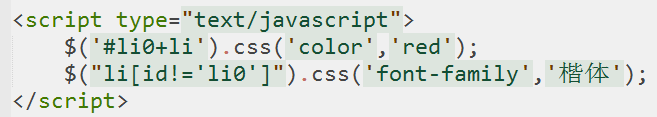 <script type="text/javascript">
$('#li0+li').css('color','red');
$("li[id!='li0']").css('font-family','楷体');
</script>